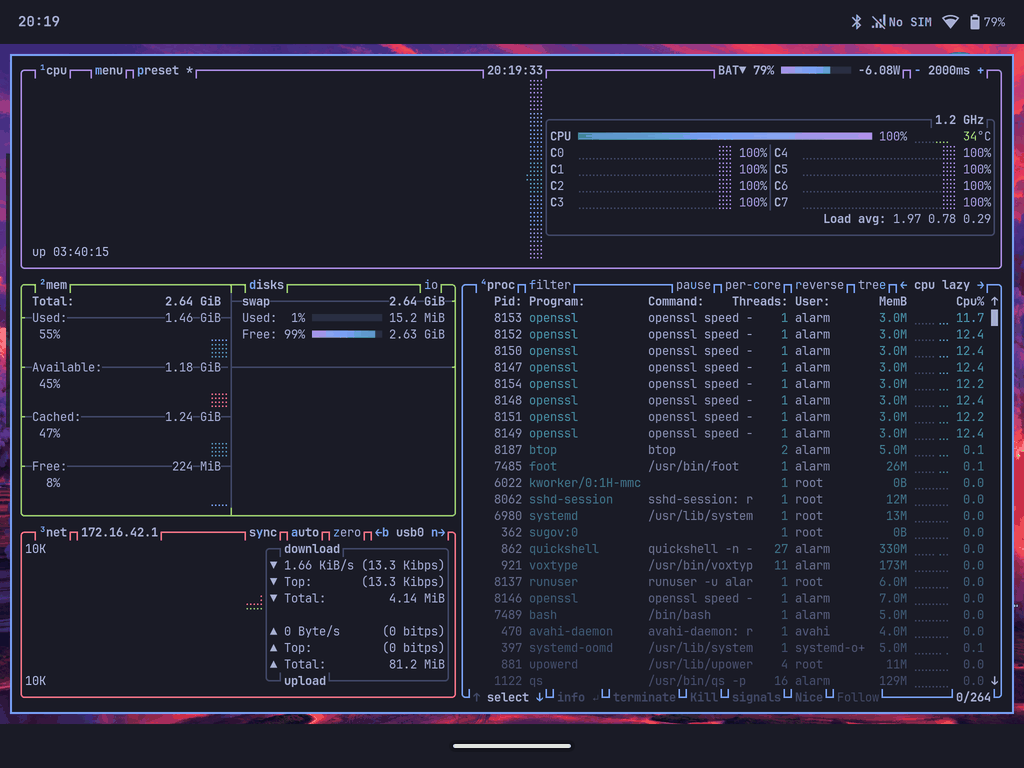 20:19 No SIM 79%
¹cpu menu preset * 20:19:33 BAT▼ 79% -6.08W - 2000ms +
1.2 GHz
CPU 100% 34°C
C0 100% C4 100%
C1 100% C5 100%
C2 100% C6 100%
C3 100% C7 100%
Load avg: 1.97 0.78 0.29
up 03:40:15
²mem
Total: 2.64 GiB
Used: 1.46 GiB
55%
Available: 1.18 GiB
45%
Cached: 1.24 GiB
47%
Free: 224 MiB
8%
disks io
swap 2.64 GiB
Used: 1% 15.2 MiB
Free: 99% 2.63 GiB
³net 172.16.42.1 sync auto zero <b usb0 n>
10K
download
▼ 1.66 KiB/s (13.3 Kibps)
▼ Top: (13.3 Kibps)
▼ Total: 4.14 MiB
▲ 0 Byte/s (0 bitps)
▲ Top: (0 bitps)
▲ Total: 81.2 MiB
upload
10K
⁴proc filter pause per-core reverse tree ← cpu lazy →
Pid: Program: Command: Threads: User: MemB Cpu% ↑
8153 openssl openssl speed - 1 alarm 3.0M 11.7
8152 openssl openssl speed - 1 alarm 3.0M 12.4
8150 openssl openssl speed - 1 alarm 3.0M 12.4
8147 openssl openssl speed - 1 alarm 3.0M 12.4
8154 openssl openssl speed - 1 alarm 3.0M 12.2
8148 openssl openssl speed - 1 alarm 3.0M 12.4
8151 openssl openssl speed - 1 alarm 3.0M 12.2
8149 openssl openssl speed - 1 alarm 3.0M 12.4
8187 btop btop 2 alarm 5.0M 0.1
7485 foot /usr/bin/foot 1 alarm 26M 0.1
6022 kworker/0:1H-mmc 1 root 0B 0.0
8062 sshd-session sshd-session: r 1 root 12M 0.0
6980 systemd /usr/lib/system 1 root 13M 0.0
362 sugov:0 1 root 0B 0.0
862 quickshell quickshell -n - 27 alarm 330M 0.0
921 voxtype /usr/bin/voxtyp 11 alarm 173M 0.0
8137 runuser runuser -u alar 1 root 6.0M 0.0
8146 openssl openssl speed - 1 alarm 7.0M 0.0
7489 bash /bin/bash 1 alarm 5.0M 0.0
470 avahi-daemon avahi-daemon: r 1 avahi 4.0M 0.0
397 systemd-oomd /usr/lib/system 1 systemd-o+ 5.0M 0.1
881 upowerd /usr/lib/upower 4 root 11M 0.0
1122 qs /usr/bin/qs -p 16 alarm 129M 0.0 ↓
↑ select ↓ info terminate Kill signals Nice Follow 0/264